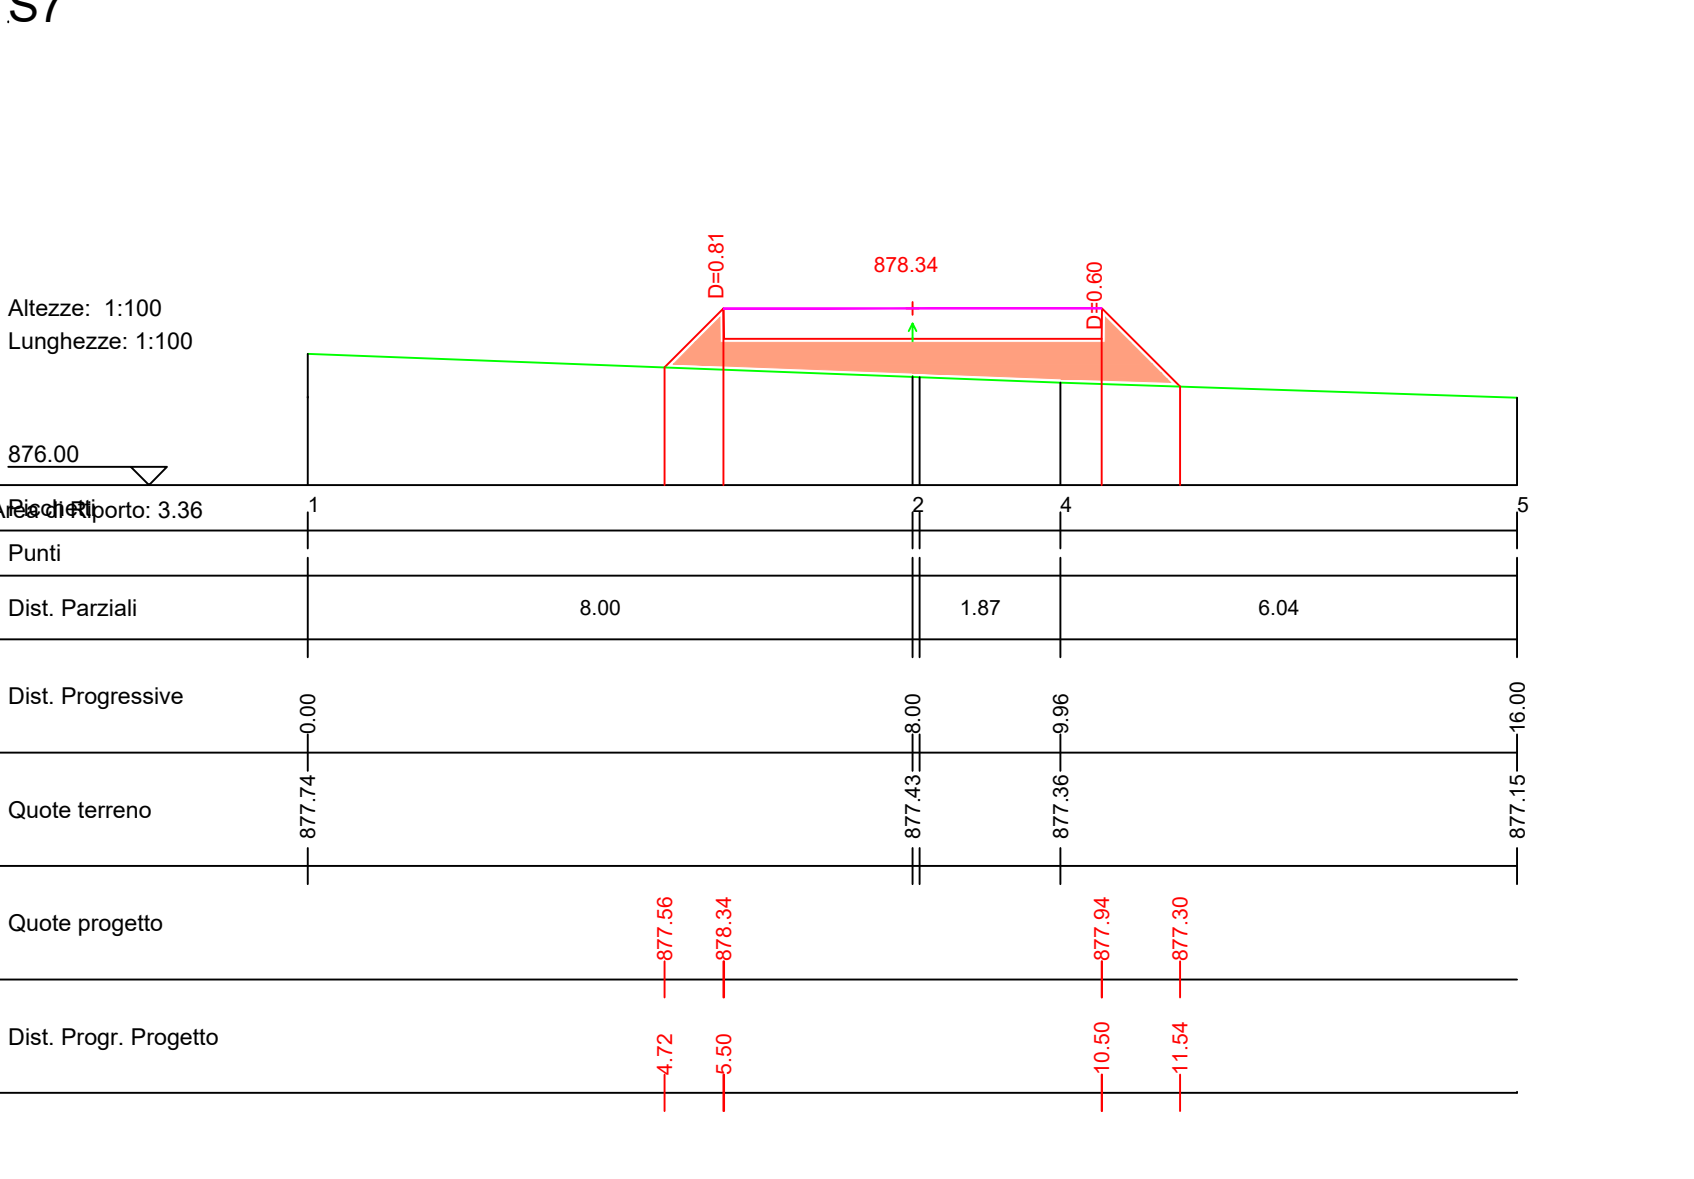 S7
D=0.81
878.34
D=0.60
Altezze: 1:100
Lunghezze: 1:100
876.00
Picchetti
Area di Riporto: 3.36
1 2 4 5
Punti
Dist. Parziali 8.00 1.87 6.04
Dist. Progressive 0.00 8.00 9.96 16.00
Quote terreno 877.74 877.43 877.36 877.15
Quote progetto 877.56 878.34 877.94 877.30
Dist. Progr. Progetto 4.72 5.50 10.50 11.54